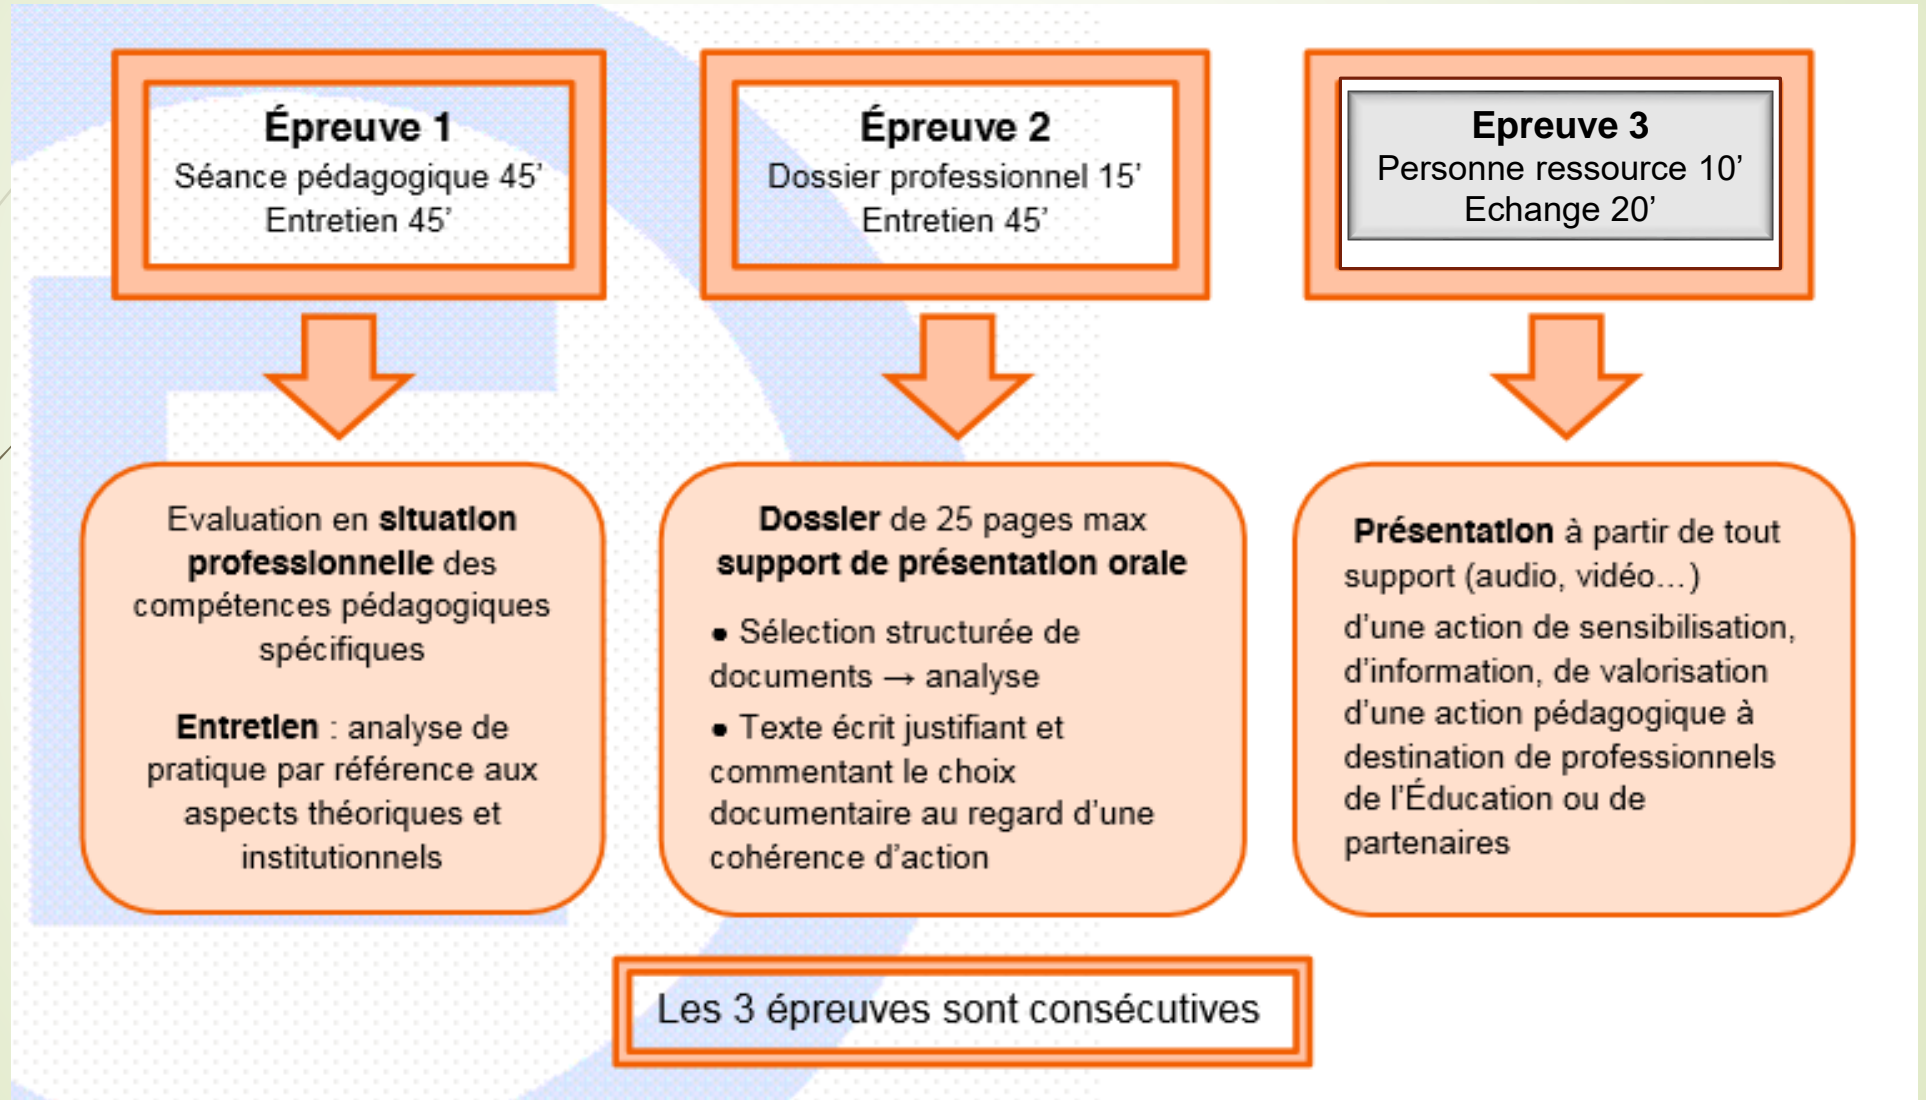 Épreuve 1
Séance pédagogique 45’
Entretien 45’
Épreuve 2
Dossier professionnel 15’
Entretien 45’
Epreuve 3
Personne ressource 10’
Echange 20’
Evaluation en situation
professionnelle des
compétences pédagogiques
spécifiques
Entretien : analyse de
pratique par référence aux
aspects théoriques et
institutionnels
Dossier de 25 pages max
support de présentation orale
● Sélection structurée de
documents → analyse
● Texte écrit justifiant et
commentant le choix
documentaire au regard d’une
cohérence d’action
Présentation à partir de tout
support (audio, vidéo…)
d’une action de sensibilisation,
d’information, de valorisation
d’une action pédagogique à
destination de professionnels
de l’Éducation ou de
partenaires
Les 3 épreuves sont consécutives